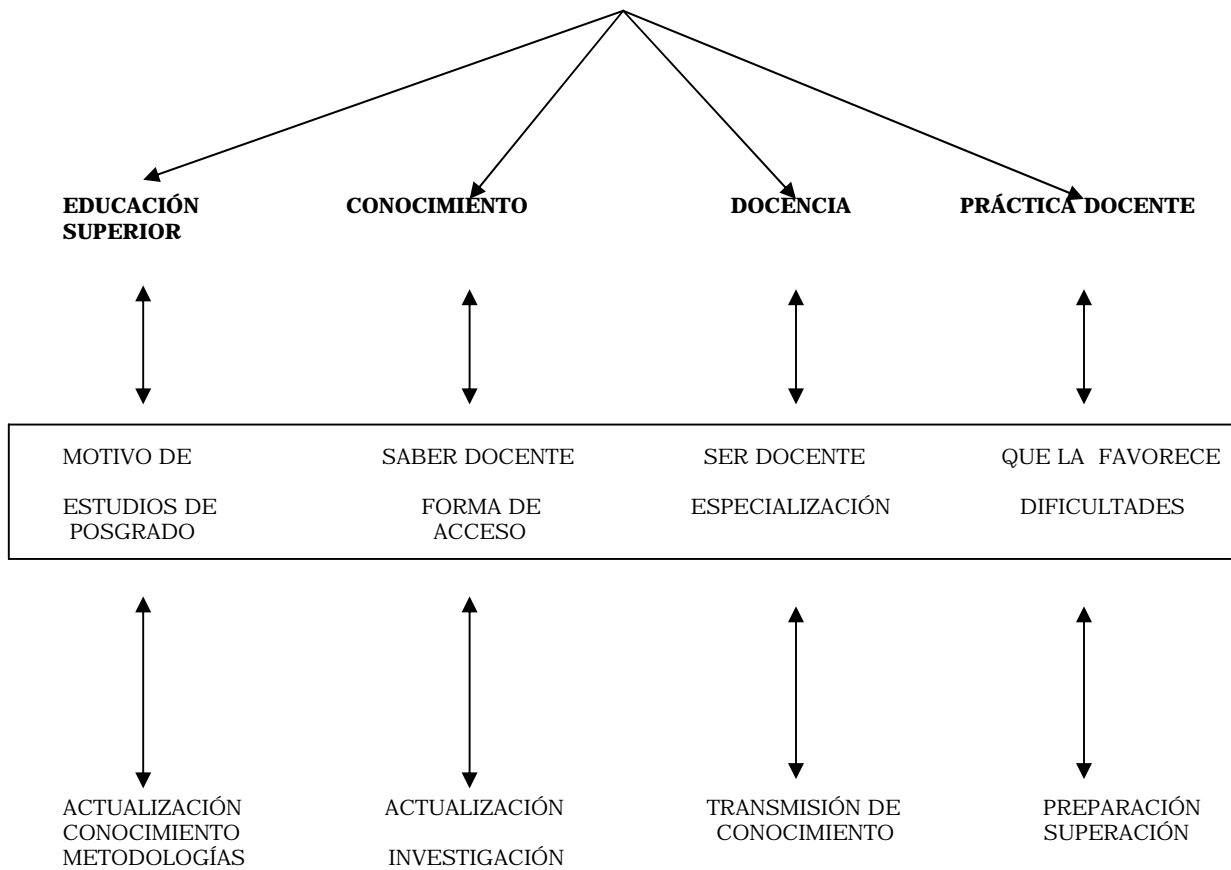 EDUCACIÓN
SUPERIOR
CONOCIMIENTO
DOCENCIA
PRÁCTICA DOCENTE
MOTIVO DE
SABER DOCENTE
SER DOCENTE
QUE LA FAVORECE
ESTUDIOS DE
POSGRADO
FORMA DE
ACCESO
ESPECIALIZACIÓN
DIFICULTADES
ACTUALIZACIÓN
CONOCIMIENTO
METODOLOGÍAS
ACTUALIZACIÓN
INVESTIGACIÓN
TRANSMISIÓN DE
CONOCIMIENTO
PREPARACIÓN
SUPERACIÓN